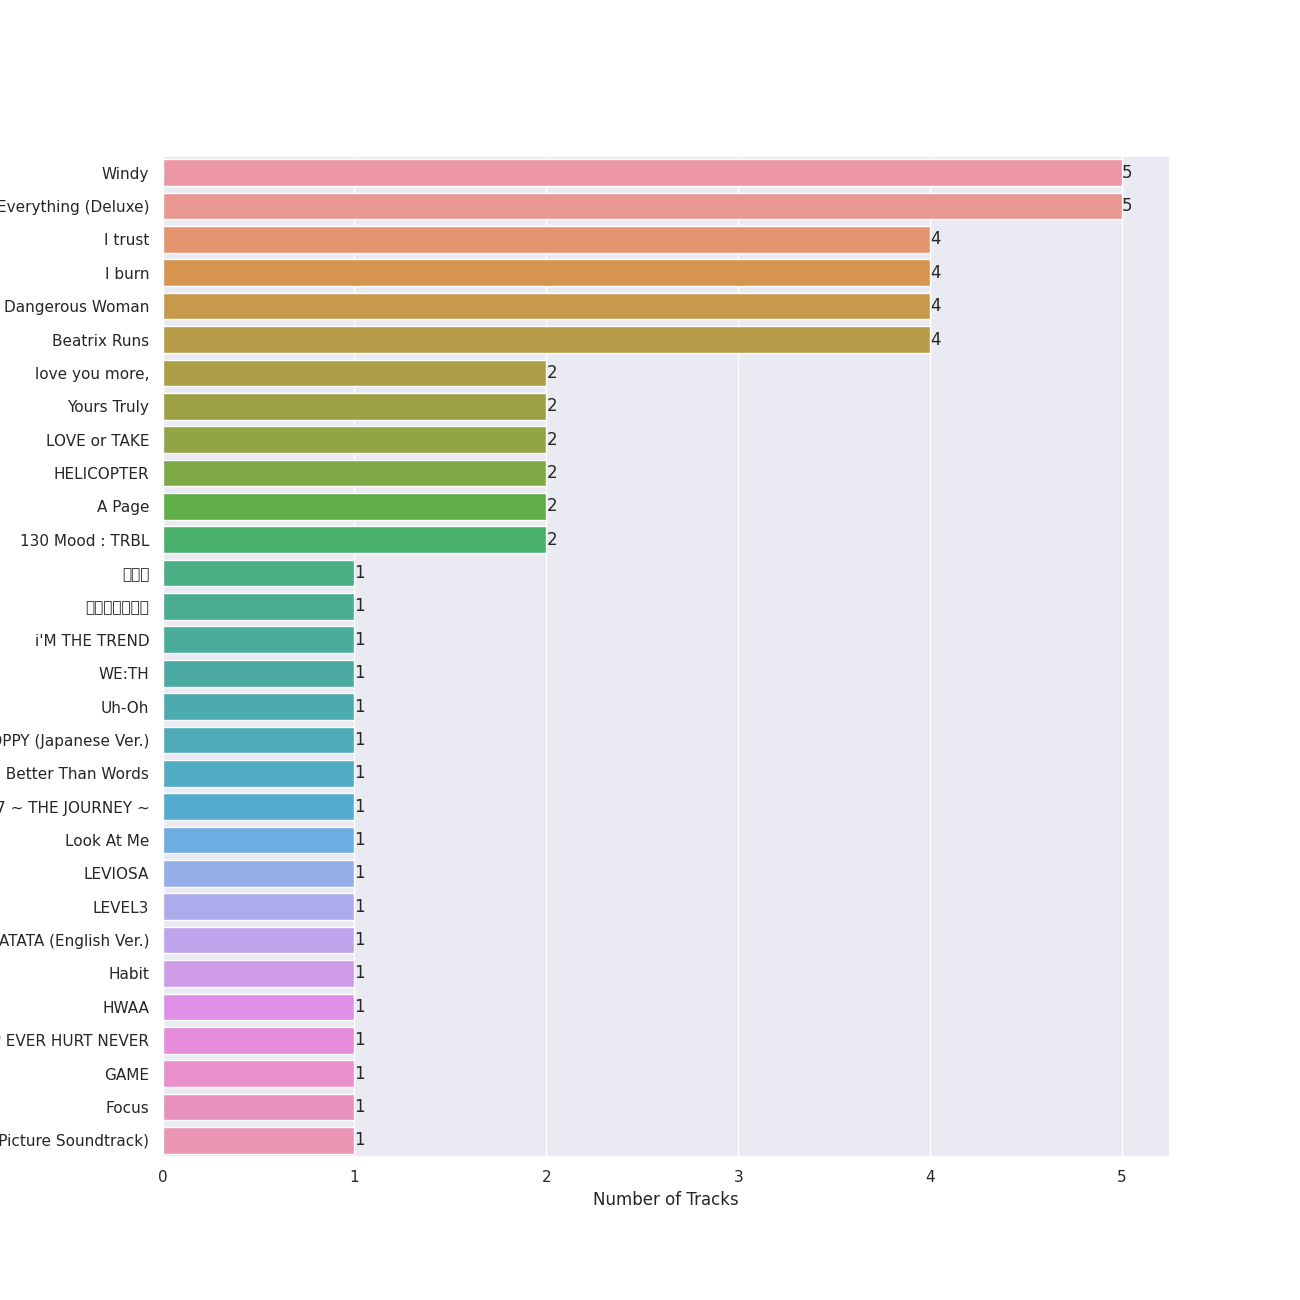 Windy 5
Everything (Deluxe) 5
I trust 4
I burn 4
Dangerous Woman 4
Beatrix Runs 4
love you more, 2
Yours Truly 2
LOVE or TAKE 2
HELICOPTER 2
A Page 2
130 Mood : TRBL 2
1
1
i'M THE TREND 1
WE:TH 1
Uh-Oh 1
(Japanese Ver.) 1
Better Than Words 1
7 ~ THE JOURNEY ~ 1
Look At Me 1
LEVIOSA 1
LEVEL3 1
ATATA (English Ver.) 1
Habit 1
HWAA 1
EVER HURT NEVER 1
GAME 1
Focus 1
Picture Soundtrack) 1
0 1 2 3 4 5
Number of Tracks